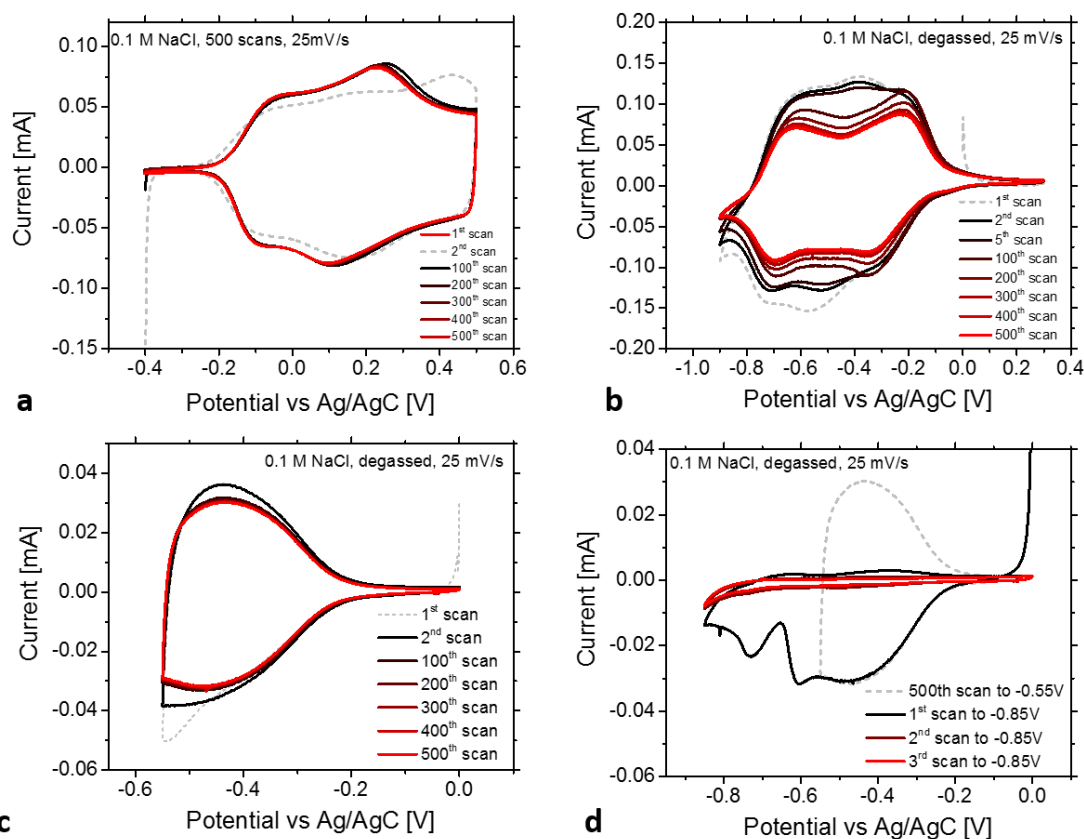 0.1 M NaCl, 500 scans, 25mV/s
0.10
0.05
0.00
-0.05
-0.10
-0.15
Current [mA]
1st scan
2nd scan
100th scan
200th scan
300th scan
400th scan
500th scan
-0.4 -0.2 0.0 0.2 0.4 0.6
Potential vs Ag/AgC [V]
a
0.1 M NaCl, degassed, 25 mV/s
0.20
0.15
0.10
0.05
0.00
0.05
0.10
0.15
0.20
Current [mA]
1st scan
2nd scan
5th scan
100th scan
200th scan
300th scan
400th scan
500th scan
-1.0 -0.8 -0.6 -0.4 -0.2 0.0 0.2 0.4
Potential vs Ag/AgC [V]
b
0.1 M NaCl, degassed, 25 mV/s
0.04
0.02
0.00
-0.02
-0.04
-0.06
Current [mA]
1st scan
2nd scan
100th scan
200th scan
300th scan
400th scan
500th scan
-0.6 -0.4 -0.2 0.0
Potential vs Ag/AgC [V]
c
0.1 M NaCl, degassed, 25 mV/s
0.04
0.02
0.00
-0.02
-0.04
-0.06
Current [mA]
500th scan to -0.55V
1st scan to -0.85V
2nd scan to -0.85V
3rd scan to -0.85V
-0.8 -0.6 -0.4 -0.2 0.0
Potential vs Ag/AgC [V]
d